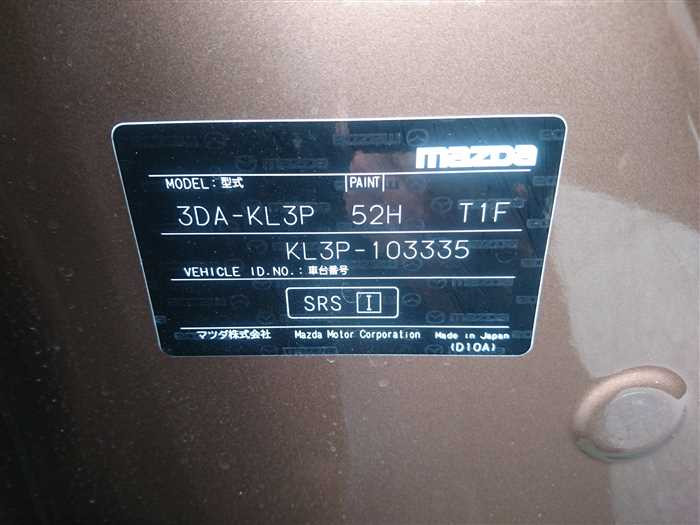 mazda
MODEL: 型式 PAINT
3DA-KL3P 52H T1F
KL3P-103335
VEHICLE ID.NO.: 車台番号
SRS I
マツダ株式会社 Mazda Motor Corporation Made in Japan
(D10A)